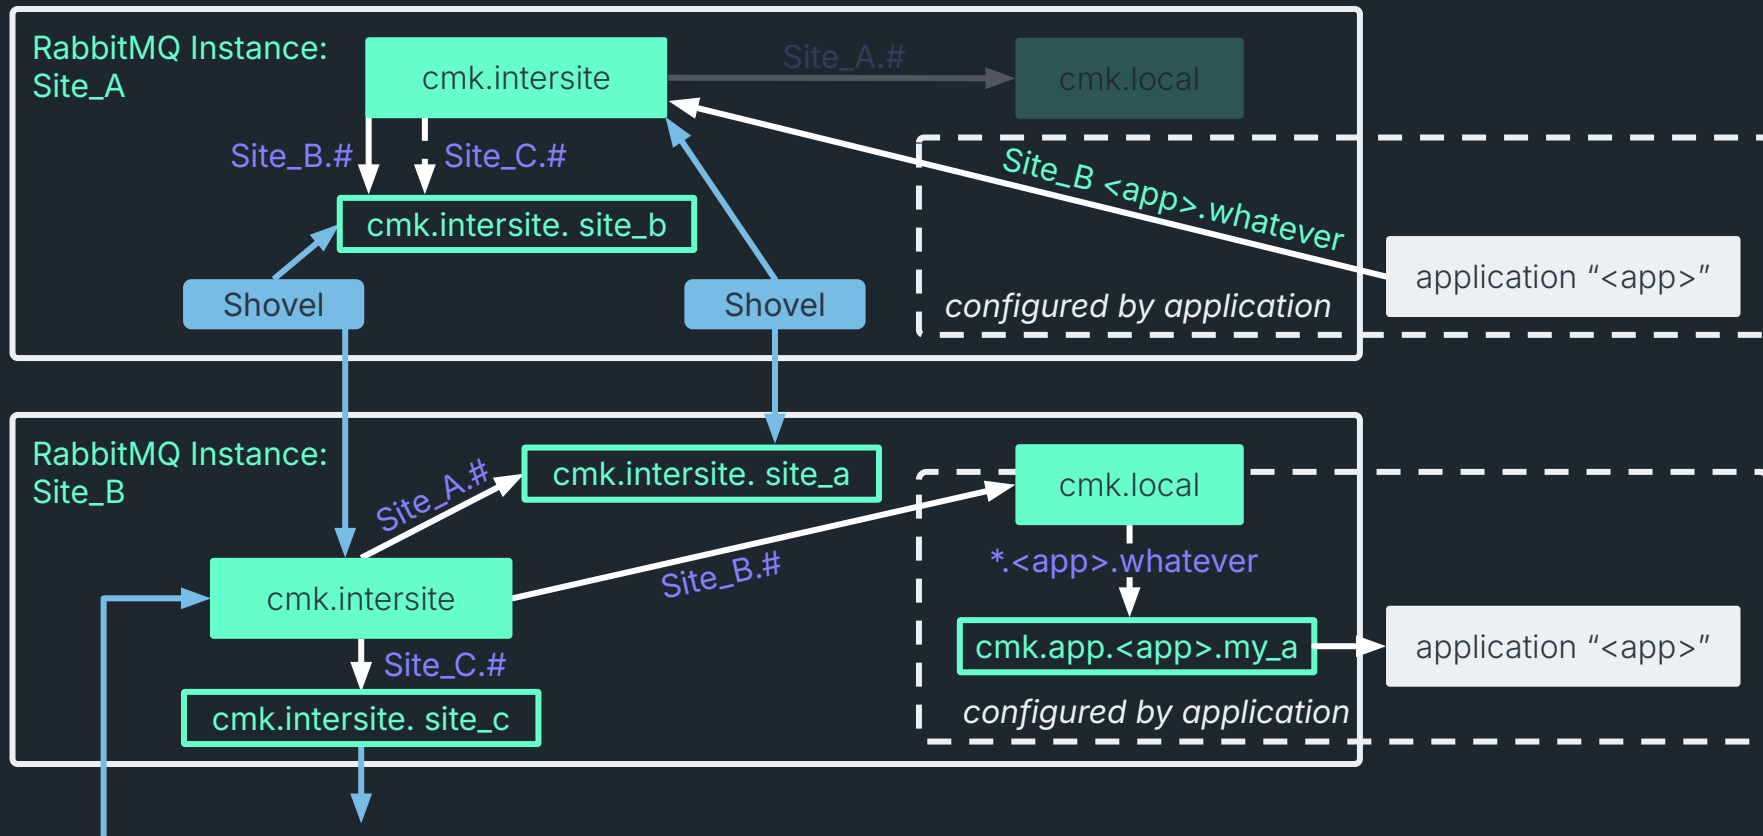 RabbitMQ Instance:
Site_A
cmk.intersite
Site_A.#
cmk.local
Site_B.#
Site_C.#
Site_B <app>.whatever
cmk.intersite. site_b
application “<app>”
Shovel
Shovel
configured by application
RabbitMQ Instance:
Site_B
Site_A.#
cmk.intersite. site_a
cmk.local
*.<app>.whatever
Site_B.#
cmk.intersite
Site_C.#
cmk.app.<app>.my_a
application “<app>”
cmk.intersite. site_c
configured by application